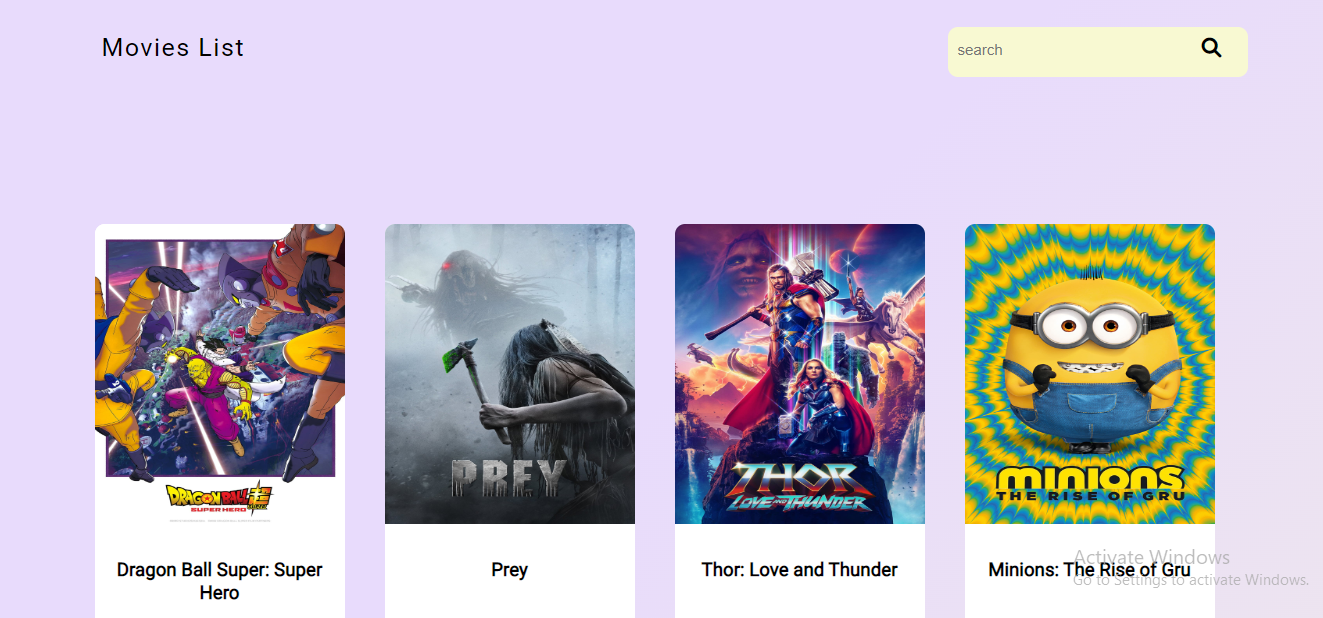 Movies List
search
DRAGON BALL SUPER
SUPER HERO
PREY
THOR
LOVE AND THUNDER
minions
THE RISE OF GRU
Dragon Ball Super: Super
Hero
Prey
Thor: Love and Thunder
Minions: The Rise of Gru
Activate Windows
Go to Settings to activate Windows.